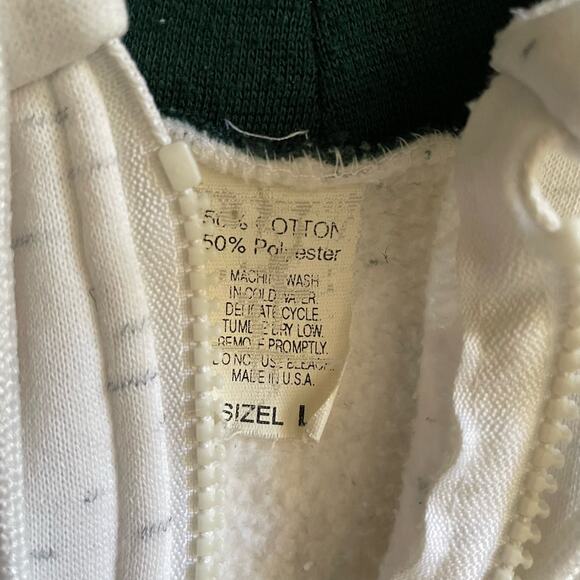 50% COTTON
50% Polyester
MACHINE WASH
IN COLD WATER.
DELICATE CYCLE.
TUMBLE DRY LOW.
REMOVE PROMPTLY.
DO NOT USE BLEACH.
MADE IN U.S.A.
SIZEL L